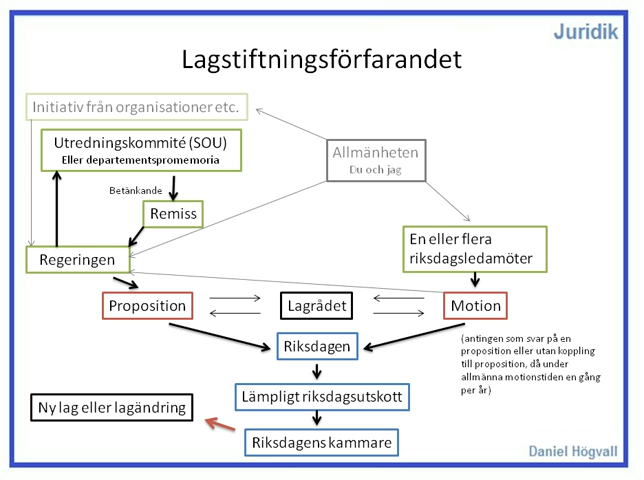 Juridik
Lagstiftningsförfarandet
Initiativ från organisationer etc.
Utredningskommité (SOU)
Eller departementspromemoria
Allmänheten
Du och jag
Betänkande
Remiss
Regeringen
En eller flera
riksdagsledamöter
Proposition
Lagrådet
Motion
Riksdagen
(antingen som svar på en
proposition eller utan koppling
till proposition, då under
allmänna motionstiden en gång
per år)
Lämpligt riksdagsutskott
Ny lag eller lagändring
Riksdagens kammare
Daniel Högvall